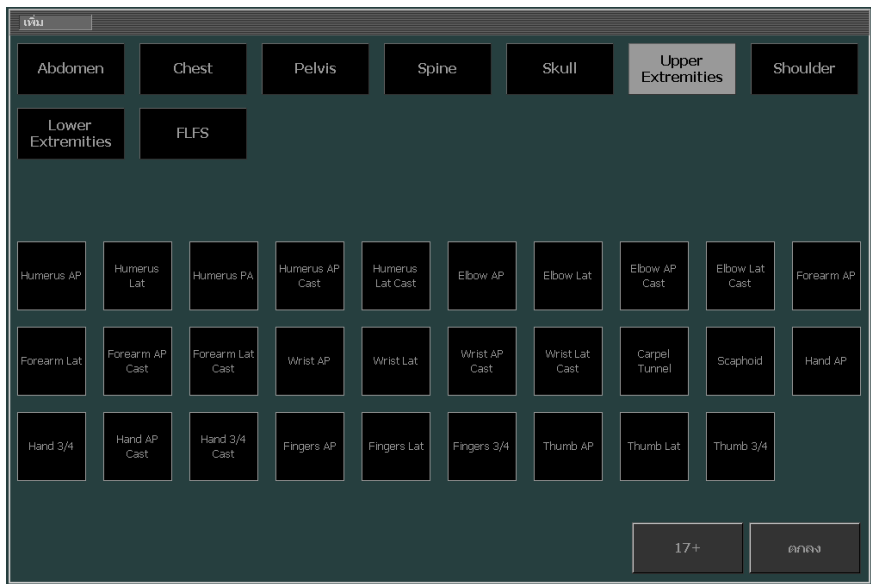 เพิ่ม
Abdomen
Chest
Pelvis
Spine
Skull
Upper
Extremities
Shoulder
Lower
Extremities
FLFS
Humerus AP
Humerus
Lat
Humerus PA
Humerus AP
Cast
Humerus
Lat Cast
Elbow AP
Elbow Lat
Elbow AP
Cast
Elbow Lat
Cast
Forearm AP
Forearm Lat
Forearm AP
Cast
Forearm Lat
Cast
Wrist AP
Wrist Lat
Wrist AP
Cast
Wrist Lat
Cast
Carpel
Tunnel
Scaphoid
Hand AP
Hand 3/4
Hand AP
Cast
Hand 3/4
Cast
Fingers AP
Fingers Lat
Fingers 3/4
Thumb AP
Thumb Lat
Thumb 3/4
17+
ตกลง